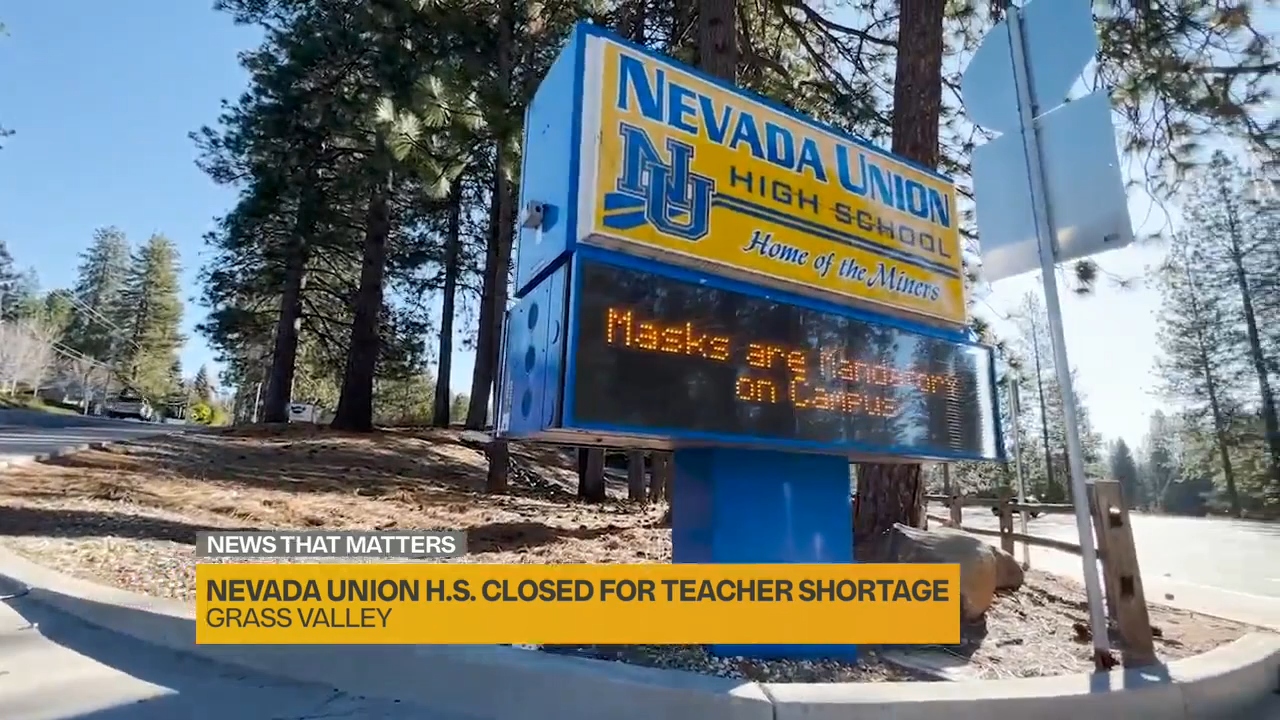 NEVADA UNION
NU
HIGH SCHOOL
Home of the Miners
Masks are Mandatory
on Campus
NEWS THAT MATTERS
NEVADA UNION H.S. CLOSED FOR TEACHER SHORTAGE
GRASS VALLEY